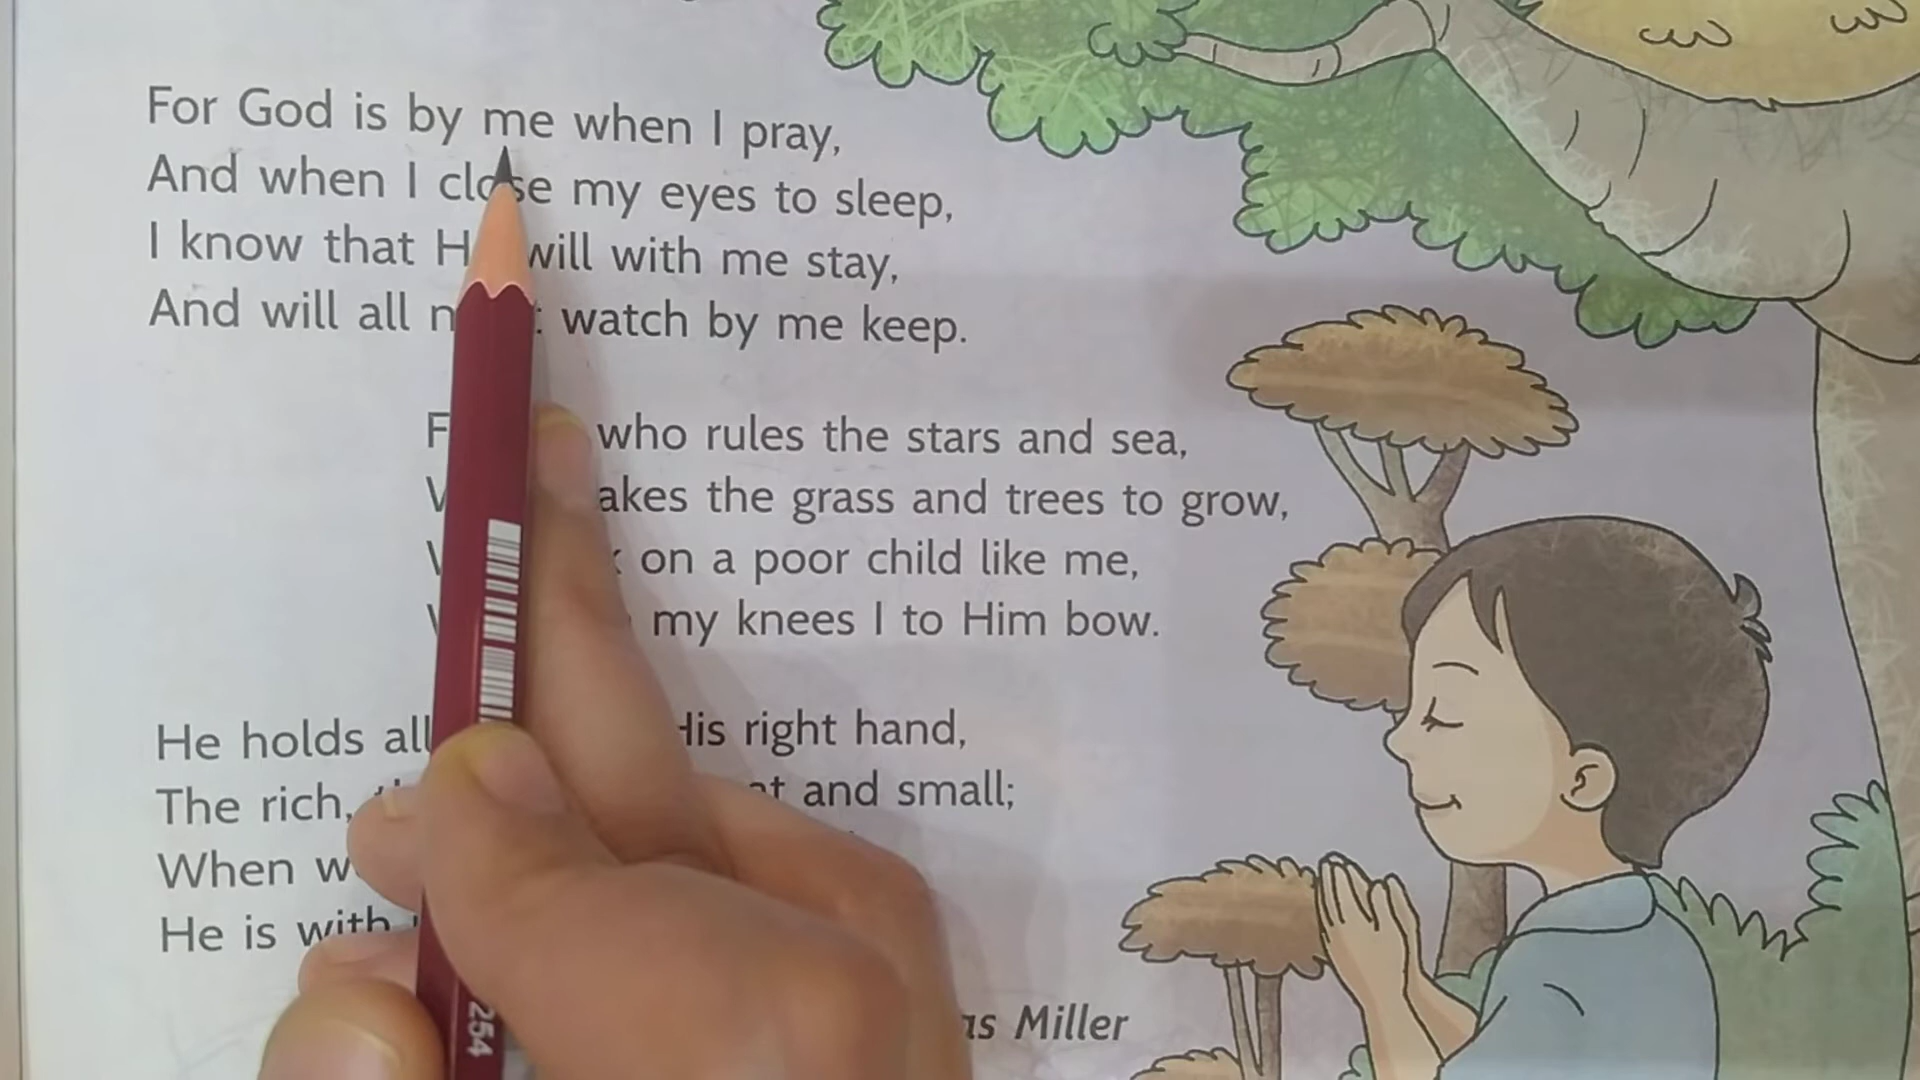 For God is by me when I pray,
And when I close my eyes to sleep,
I know that He will with me stay,
And will all watch by me keep.
who rules the stars and sea,
the grass and trees to grow,
on a poor child like me,
my knees I to Him bow.
He holds all His right hand,
The rich, and small;
When
He is with
Miller
254